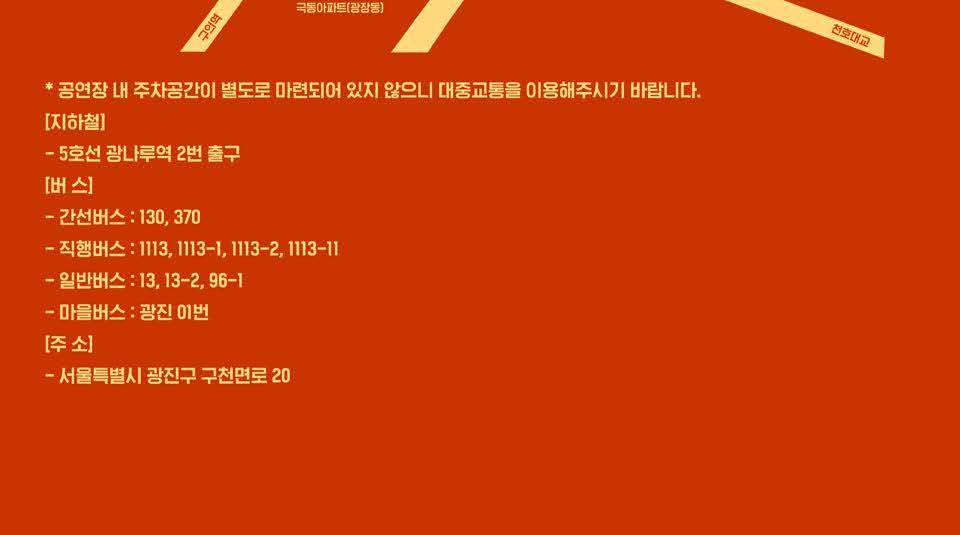 극동아파트(광장동)
구의역
천호대교
* 공연장 내 주차공간이 별도로 마련되어 있지 않으니 대중교통을 이용해주시기 바랍니다.
[지하철]
- 5호선 광나루역 2번 출구
[버 스]
- 간선버스 : 130, 370
- 직행버스 : 1113, 1113-1, 1113-2, 1113-11
- 일반버스 : 13, 13-2, 96-1
- 마을버스 : 광진 01번
[주 소]
- 서울특별시 광진구 구천면로 20